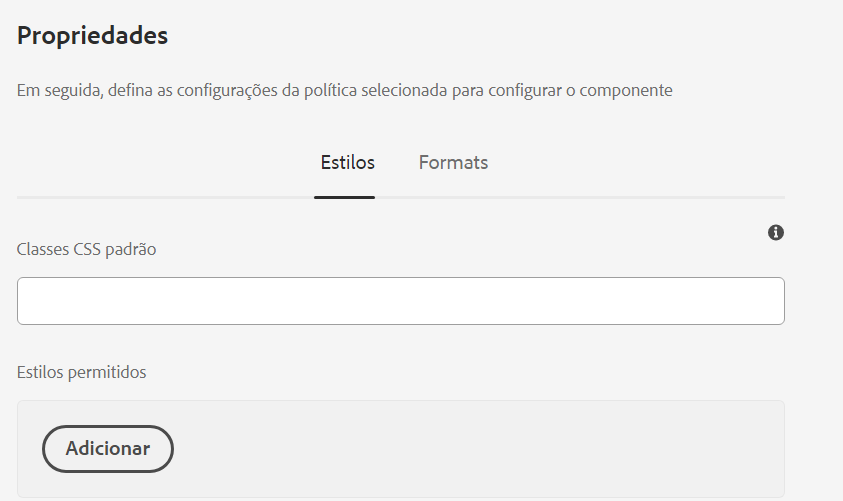 Propriedades
Em seguida, defina as configurações da política selecionada para configurar o componente
Estilos Formats
Classes CSS padrão
Estilos permitidos
Adicionar